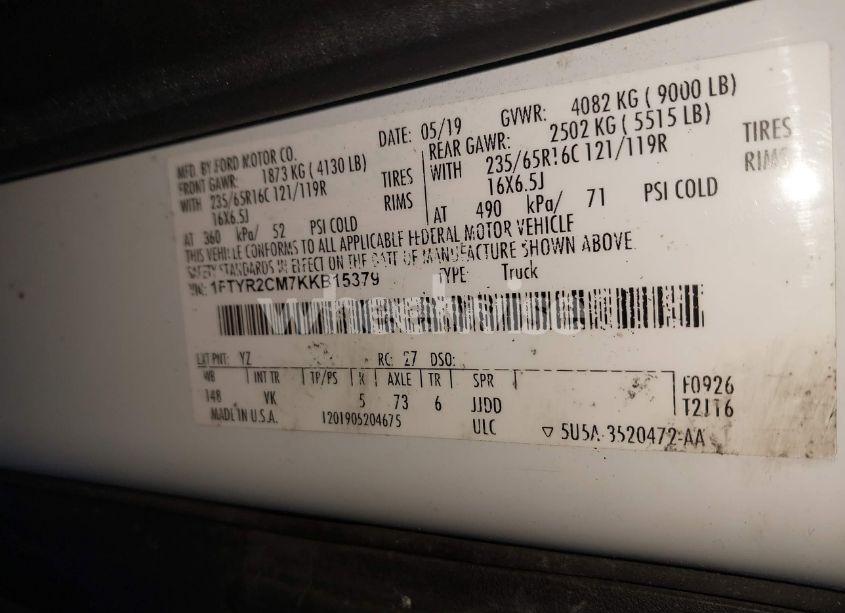 MFD. BY FORD MOTOR CO.
DATE: 05/19
GVWR: 4082 KG ( 9000 LB)
FRONT GAWR: 1873 KG ( 4130 LB)
REAR GAWR: 2502 KG ( 5515 LB)
WITH 235/65R16C 121/119R TIRES
WITH 235/65R16C 121/119R TIRES
16X6.5J RIMS
16X6.5J RIMS
AT 360 kPa/ 52 PSI COLD
AT 490 kPa/ 71 PSI COLD
THIS VEHICLE CONFORMS TO ALL APPLICABLE FEDERAL MOTOR VEHICLE
SAFETY STANDARDS IN EFFECT ON THE DATE OF MANUFACTURE SHOWN ABOVE
VIN: 1FTYR2CM7KKB15379
TYPE: Truck
EXT PNT: YZ RC: 27 DSO:
WB INT TR TP/PS R AXLE TR SPR
148 VK 5 73 6 JJDD
F0926
T2116
MADE IN U.S.A. 1201905204675 ULC
▽ 5U5A-3520472-AA